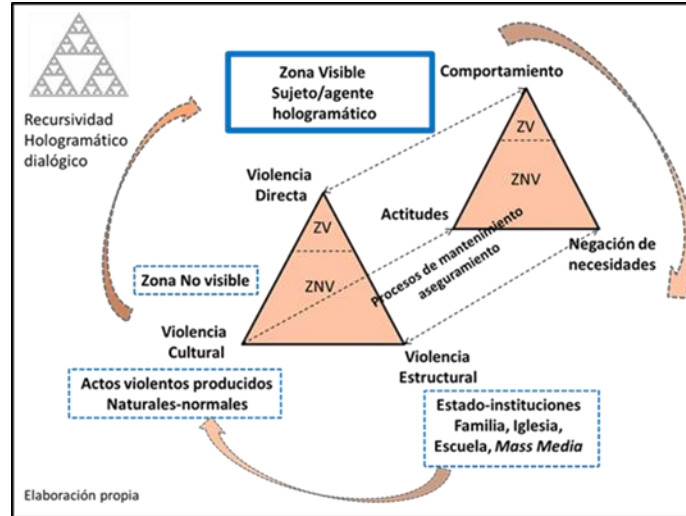 Recursividad
Hologramático
dialógico
Zona Visible
Sujeto/agente
hologramático
Comportamiento
ZV
ZNV
Actitudes
Negación de
necesidades
Violencia
Directa
ZV
ZNV
Procesos de mantenimiento
aseguramiento
Zona No visible
Violencia
Cultural
Violencia
Estructural
Actos violentos producidos
Naturales-normales
Estado-instituciones
Familia, Iglesia,
Escuela, Mass Media
Elaboración propia